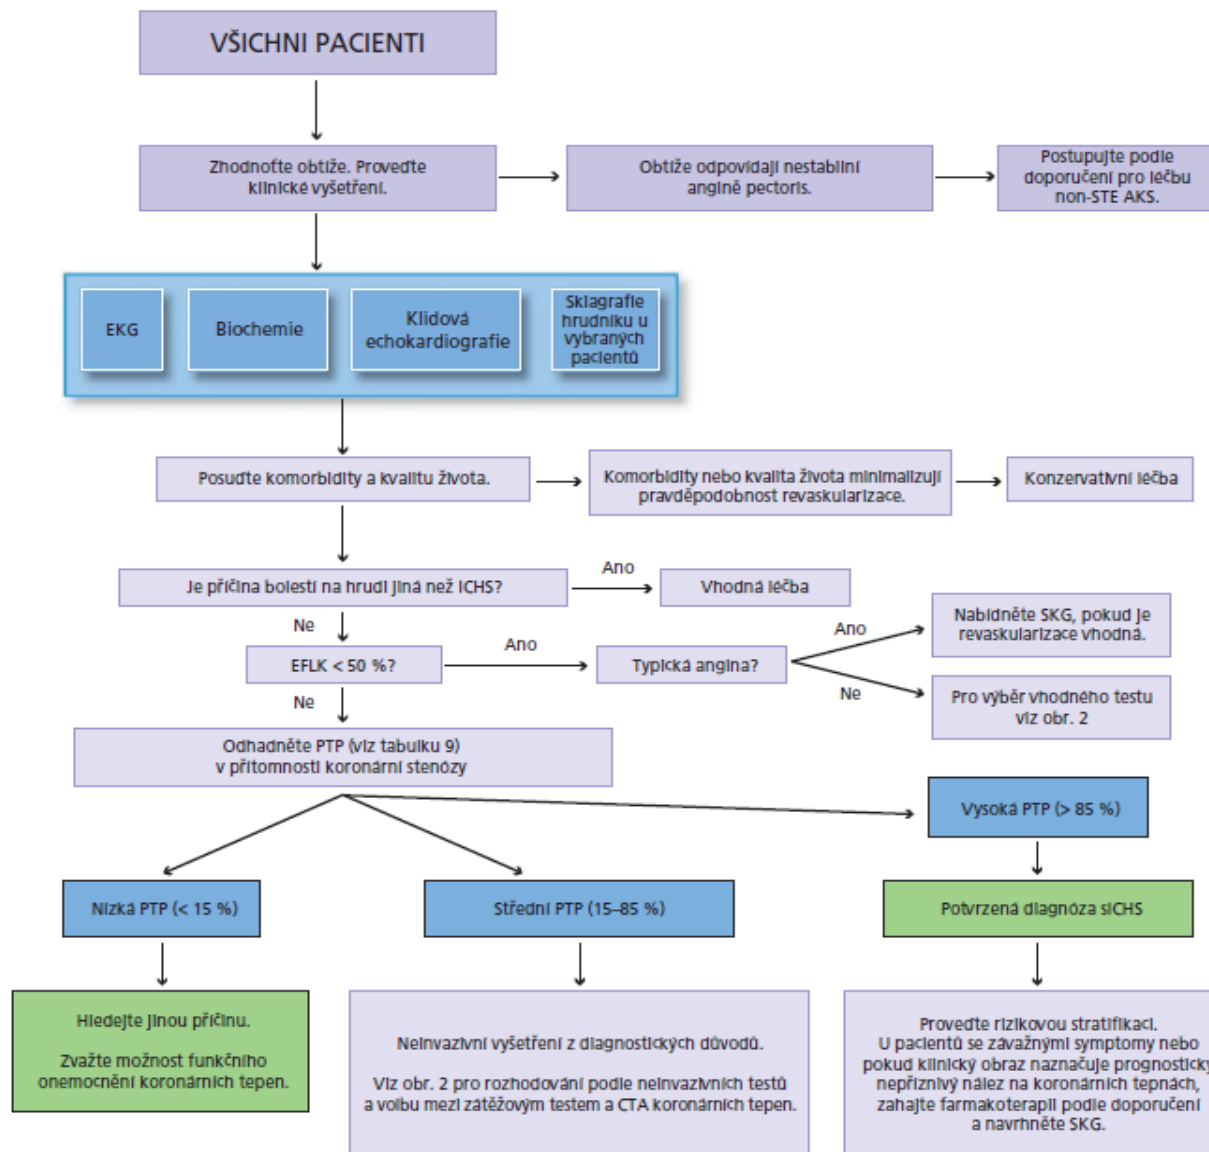 VŠICHNI PACIENTI
Zhodnoťte obtíže. Proveďte
klinické vyšetření.
Obtíže odpovídají nestabilní
angině pectoris.
Postupujte podle
doporučení pro léčbu
non-STE AKS.
EKG
Biochemie
Klidová
echokardiografie
Skiagrafie
hrudníku u
vybraných
pacientů
Posuďte komorbidity a kvalitu života.
Komorbidity nebo kvalita života minimalizují
pravděpodobnost revaskularizace.
Konzervativní léčba
Je příčina bolestí na hrudi jiná než ICHS?
Ano
Vhodná léčba
Ne
EFLK < 50 %?
Ano
Typická angina?
Ano
Nabídněte SKG, pokud je
revaskularizace vhodná.
Ne
Pro výběr vhodného testu
viz obr. 2
Ne
Odhadněte PTP (viz tabulku 9)
v přítomnosti koronární stenózy
Vysoká PTP (> 85 %)
Nízká PTP (< 15 %)
Střední PTP (15–85 %)
Potvrzená diagnóza sICHS
Hledejte jinou příčinu.
Zvažte možnost funkčního
onemocnění koronárních tepen.
Neinvazivní vyšetření z diagnostických důvodů.
Viz obr. 2 pro rozhodování podle neinvazivních testů
a volbu mezi zátěžovým testem a CTA koronárních tepen.
Proveďte rizikovou stratifikaci.
U pacientů se závažnými symptomy nebo
pokud klinický obraz naznačuje prognosticky
nepříznivý nález na koronárních tepnách,
zahajte farmakoterapii podle doporučení
a navrhněte SKG.